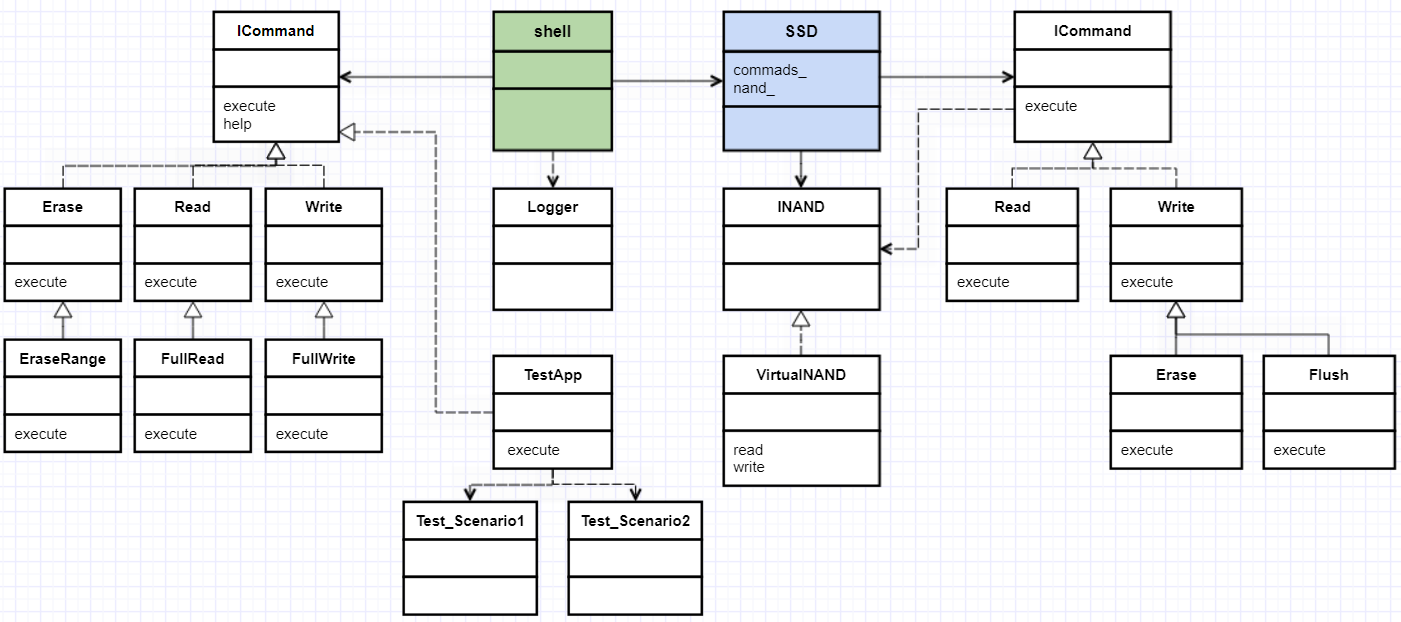 ICommand
execute
help
shell
SSD
commads_
nand_
ICommand
execute
Erase
execute
Read
execute
Write
execute
Logger
INAND
Read
execute
Write
execute
EraseRange
execute
FullRead
execute
FullWrite
execute
TestApp
execute
VirtualNAND
read
write
Erase
execute
Flush
execute
Test_Scenario1
Test_Scenario2